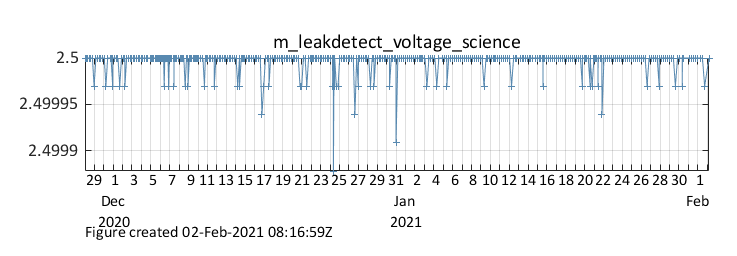 m_leakdetect_voltage_science
2.5
2.49995
2.4999
29 1 3 5 7 9 11 13 15 17 19 21 23 25 27 29 31 2 4 6 8 10 12 14 16 18 20 22 24 26 28 30 1
Dec Jan Feb
2020 2021
Figure created 02-Feb-2021 08:16:59Z